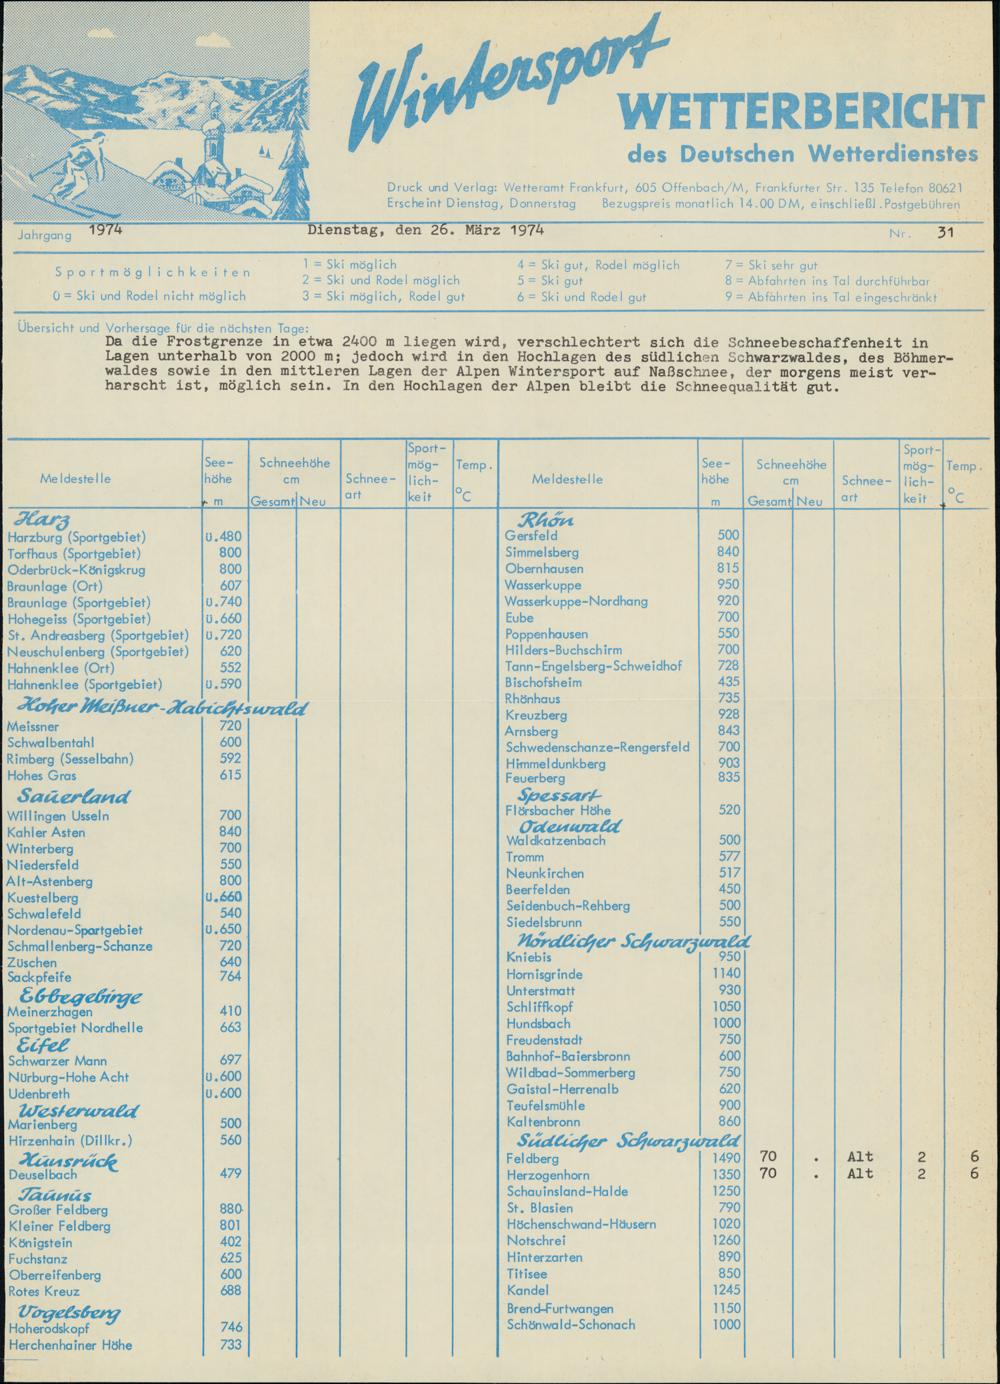 Wintersport
WETTERBERICHT
des Deutschen Wetterdienstes
Druck und Verlag: Wetteramt Frankfurt, 605 Offenbach/M, Frankfurter Str. 135 Telefon 80621
Erscheint Dienstag, Donnerstag Bezugspreis monatlich 14.00 DM, einschließl.Postgebühren
Jahrgang 1974 Dienstag, den 26. März 1974 Nr. 31
Sportmöglichkeiten
0 = Ski und Rodel nicht möglich
1 = Ski möglich
2 = Ski und Rodel möglich
3 = Ski möglich, Rodel gut
4 = Ski gut, Rodel möglich
5 = Ski gut
6 = Ski und Rodel gut
7 = Ski sehr gut
8 = Abfahrten ins Tal durchführbar
9 = Abfahrten ins Tal eingeschränkt
Übersicht und Vorhersage für die nächsten Tage:
Da die Frostgrenze in etwa 2400 m liegen wird, verschlechtert sich die Schneebeschaffenheit in
Lagen unterhalb von 2000 m; jedoch wird in den Hochlagen des südlichen Schwarzwaldes, des Böhmer-
waldes sowie in den mittleren Lagen der Alpen Wintersport auf Naßschnee, der morgens meist ver-
harscht ist, möglich sein. In den Hochlagen der Alpen bleibt die Schneequalität gut.
Meldestelle
See-
höhe
m
Schneehöhe
cm
Gesamt Neu
Schnee-
art
Sport-
mög-
lich-
keit
Temp.
°C
Harz
Harzburg (Sportgebiet) ü.480
Torfhaus (Sportgebiet) 800
Oderbrück-Königskrug 800
Braunlage (Ort) 607
Braunlage (Sportgebiet) ü.740
Hohegeiss (Sportgebiet) ü.660
St. Andreasberg (Sportgebiet) ü.720
Neuschulenberg (Sportgebiet) 620
Hahnenklee (Ort) 552
Hahnenklee (Sportgebiet) ü.590
Hoher Meißner-Habichtswald
Meissner 720
Schwalbentahl 600
Rimberg (Sesselbahn) 592
Hohes Gras 615
Sauerland
Willingen Usseln 700
Kahler Asten 840
Winterberg 700
Niedersfeld 550
Alt-Astenberg 800
Kuestelberg ü.660
Schwalefeld 540
Nordenau-Sportgebiet ü.650
Schmallenberg-Schanze 720
Züschen 640
Sackpfeife 764
Ebbegebirge
Meinerzhagen 410
Sportgebiet Nordhelle 663
Eifel
Schwarzer Mann 697
Nürburg-Hohe Acht ü.600
Udenbreth ü.600
Westerwald
Marienberg 500
Hirzenhain (Dillkr.) 560
Hunsrück
Deuselbach 479
Taunus
Großer Feldberg 880
Kleiner Feldberg 801
Königstein 402
Fuchstanz 625
Oberreifenberg 600
Rotes Kreuz 688
Vogelsberg
Hoherodskopf 746
Herchenhainer Höhe 733
Meldestelle
See-
höhe
m
Schneehöhe
cm
Gesamt Neu
Schnee-
art
Sport-
mög-
lich-
keit
Temp.
°C
Rhön
Gersfeld 500
Simmelsberg 840
Obernhausen 815
Wasserkuppe 950
Wasserkuppe-Nordhang 920
Eube 700
Poppenhausen 550
Hilders-Buchschirm 700
Tann-Engelsberg-Schweidhof 728
Bischofsheim 435
Rhönhaus 735
Kreuzberg 928
Arnsberg 843
Schwedenschanze-Rengersfeld 700
Himmeldunkberg 903
Feuerberg 835
Spessart
Flörsbacher Höhe 520
Odenwald
Waldkatzenbach 500
Tromm 577
Neunkirchen 517
Beerfelden 450
Seidenbuch-Rehberg 500
Siedelsbrunn 550
Nördlicher Schwarzwald
Kniebis 950
Hornisgrinde 1140
Unterstmatt 930
Schliffkopf 1050
Hundsbach 1000
Freudenstadt 750
Bahnhof-Baiersbronn 600
Wildbad-Sommerberg 750
Gaistal-Herrenalb 620
Teufelsmühle 900
Kaltenbronn 860
Südlicher Schwarzwald
Feldberg 1490 70 . Alt 2 6
Herzogenhorn 1350 70 . Alt 2 6
Schauinsland-Halde 1250
St. Blasien 790
Höchenschwand-Häusern 1020
Notschrei 1260
Hinterzarten 890
Titisee 850
Kandel 1245
Brend-Furtwangen 1150
Schönwald-Schonach 1000